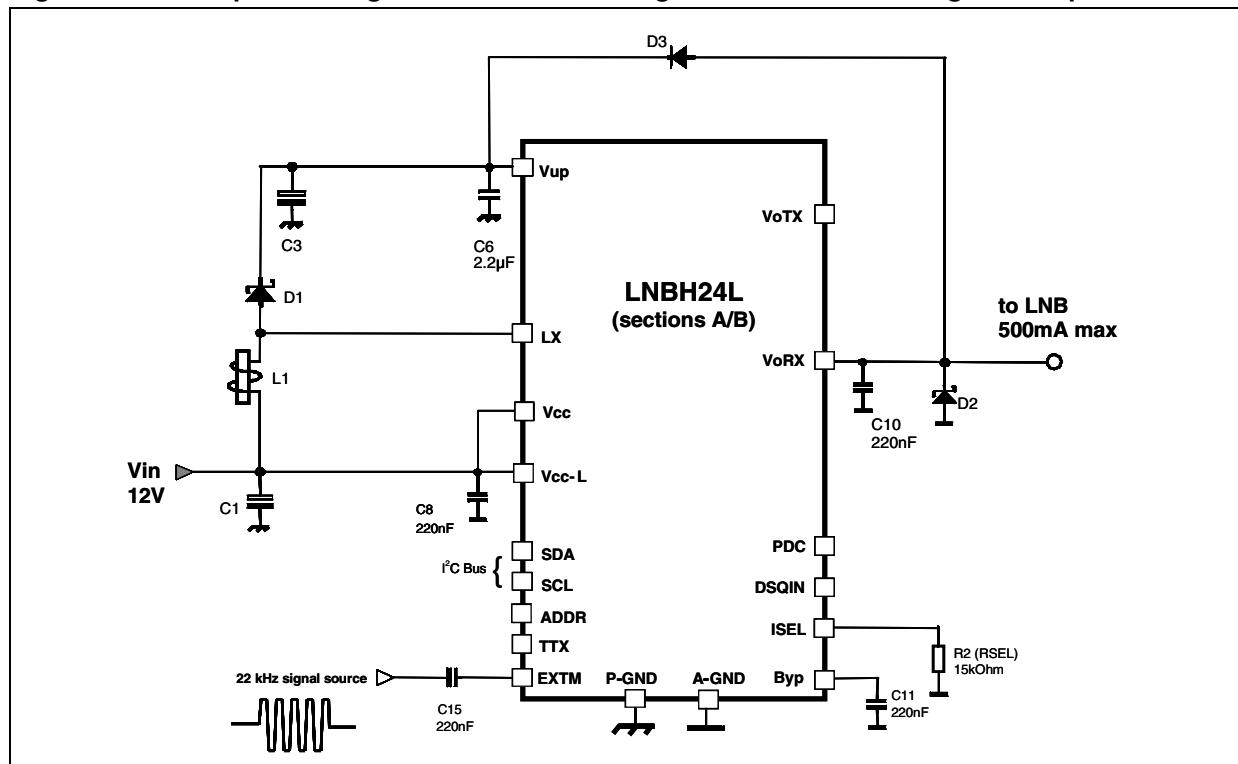 D3
Vup
C3
C6
2.2µF
VoTX
D1
LNBH24L
(sections A/B)
to LNB
500mA max
LX
VoRX
L1
D2
C10
220nF
Vcc
Vin
12V
Vcc-L
C1
C8
220nF
PDC
SDA
I²C Bus {
SCL
DSQIN
ADDR
ISEL
TTX
R2 (RSEL)
15kOhm
22 kHz signal source
EXTM
P-GND
A-GND
Byp
C15
220nF
C11
220nF